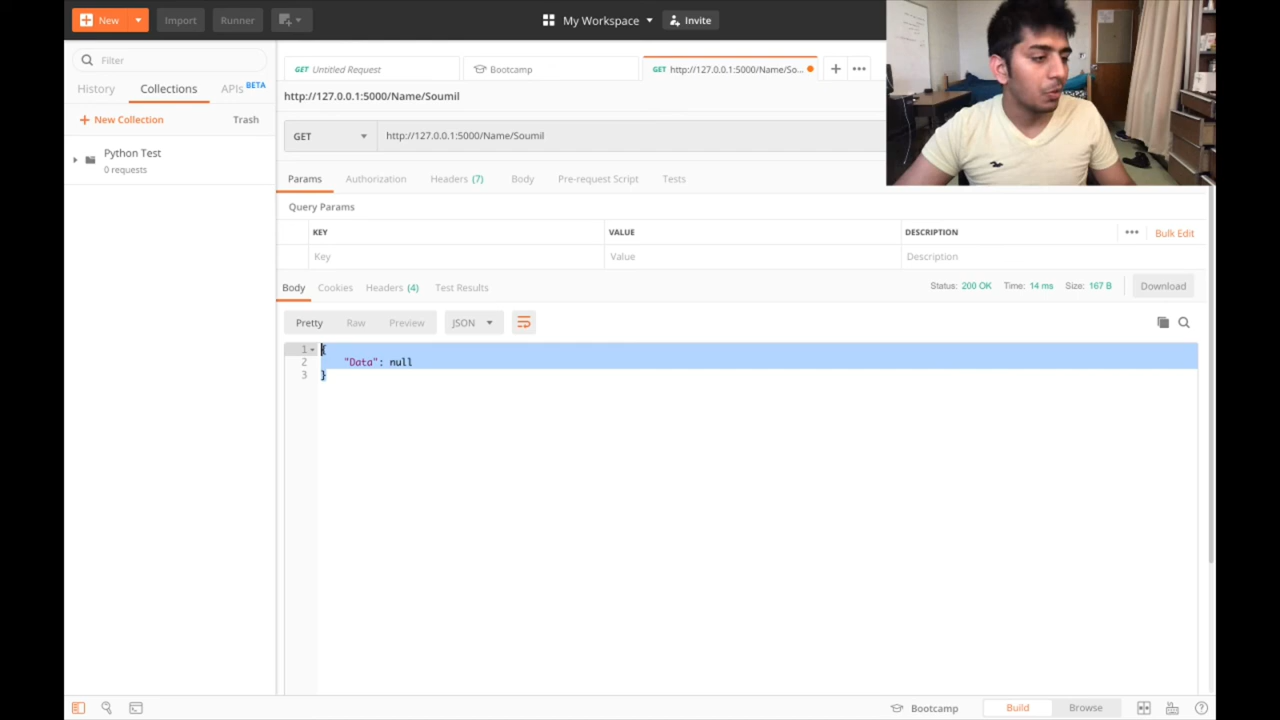 New
Import
Runner
My Workspace
Invite
Filter
History
Collections
APIs BETA
New Collection
Trash
Python Test
0 requests
GET Untitled Request
Bootcamp
GET http://127.0.0.1:5000/Name/So...
http://127.0.0.1:5000/Name/Soumil
GET
http://127.0.0.1:5000/Name/Soumil
Params
Authorization
Headers (7)
Body
Pre-request Script
Tests
Query Params
KEY
VALUE
DESCRIPTION
Bulk Edit
Key
Value
Description
Body
Cookies
Headers (4)
Test Results
Status: 200 OK
Time: 14 ms
Size: 167 B
Download
Pretty
Raw
Preview
JSON
1 {
2 "Data": null
3 }
Bootcamp
Build
Browse